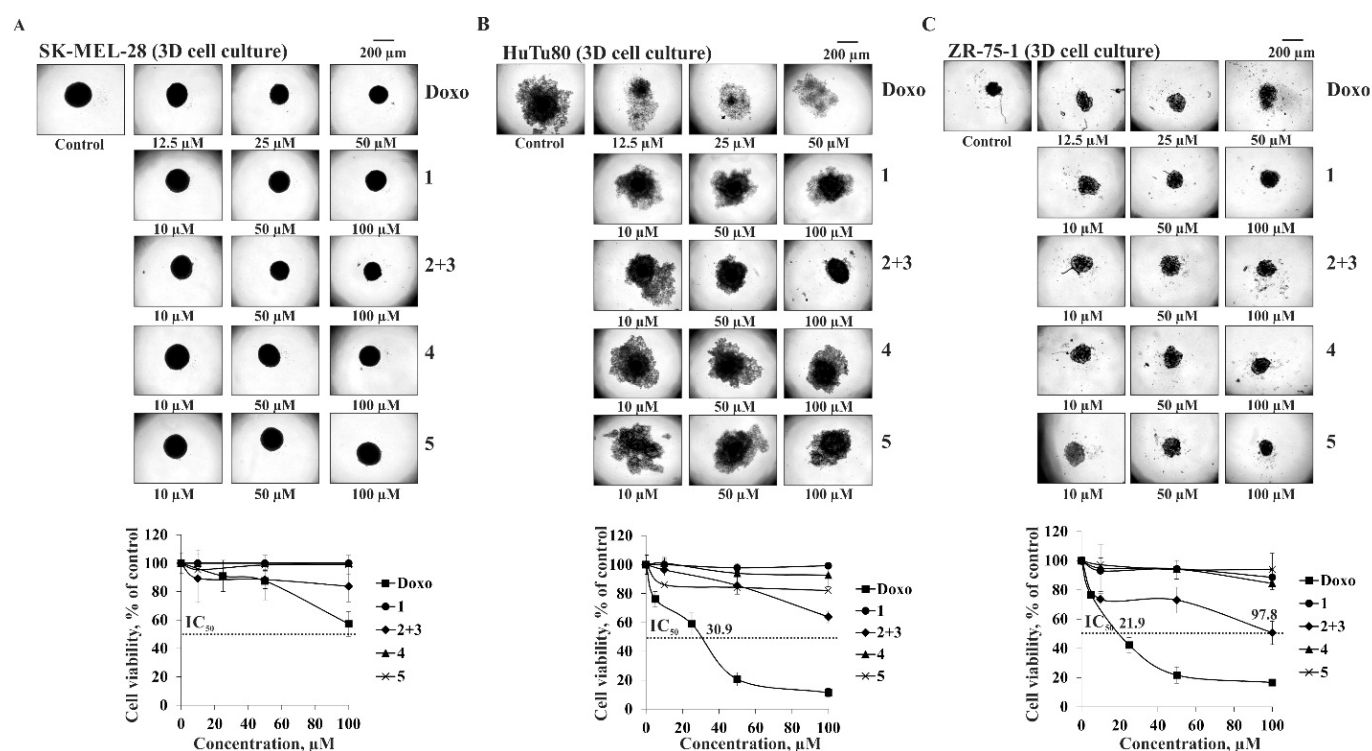 A
SK-MEL-28 (3D cell culture)
200 µm
Doxo
Control
12.5 µM
25 µM
50 µM
1
10 µM
50 µM
100 µM
2+3
10 µM
50 µM
100 µM
4
10 µM
50 µM
100 µM
5
10 µM
50 µM
100 µM
Cell viability, % of control
120
100
80
60
40
20
0
IC50
0
20
40
60
80
100
Concentration, µM
Doxo
1
2+3
4
5
B
HuTu80 (3D cell culture)
200 µm
Doxo
Control
12.5 µM
25 µM
50 µM
1
10 µM
50 µM
100 µM
2+3
10 µM
50 µM
100 µM
4
10 µM
50 µM
100 µM
5
10 µM
50 µM
100 µM
Cell viability, % of control
120
100
80
60
40
20
0
IC50
30.9
0
20
40
60
80
100
Concentration, µM
Doxo
1
2+3
4
5
C
ZR-75-1 (3D cell culture)
200 µm
Doxo
Control
12.5 µM
25 µM
50 µM
1
10 µM
50 µM
100 µM
2+3
10 µM
50 µM
100 µM
4
10 µM
50 µM
100 µM
5
10 µM
50 µM
100 µM
Cell viability, % of control
120
100
80
60
40
20
0
IC50
21.9
97.8
0
20
40
60
80
100
Concentration, µM
Doxo
1
2+3
4
5